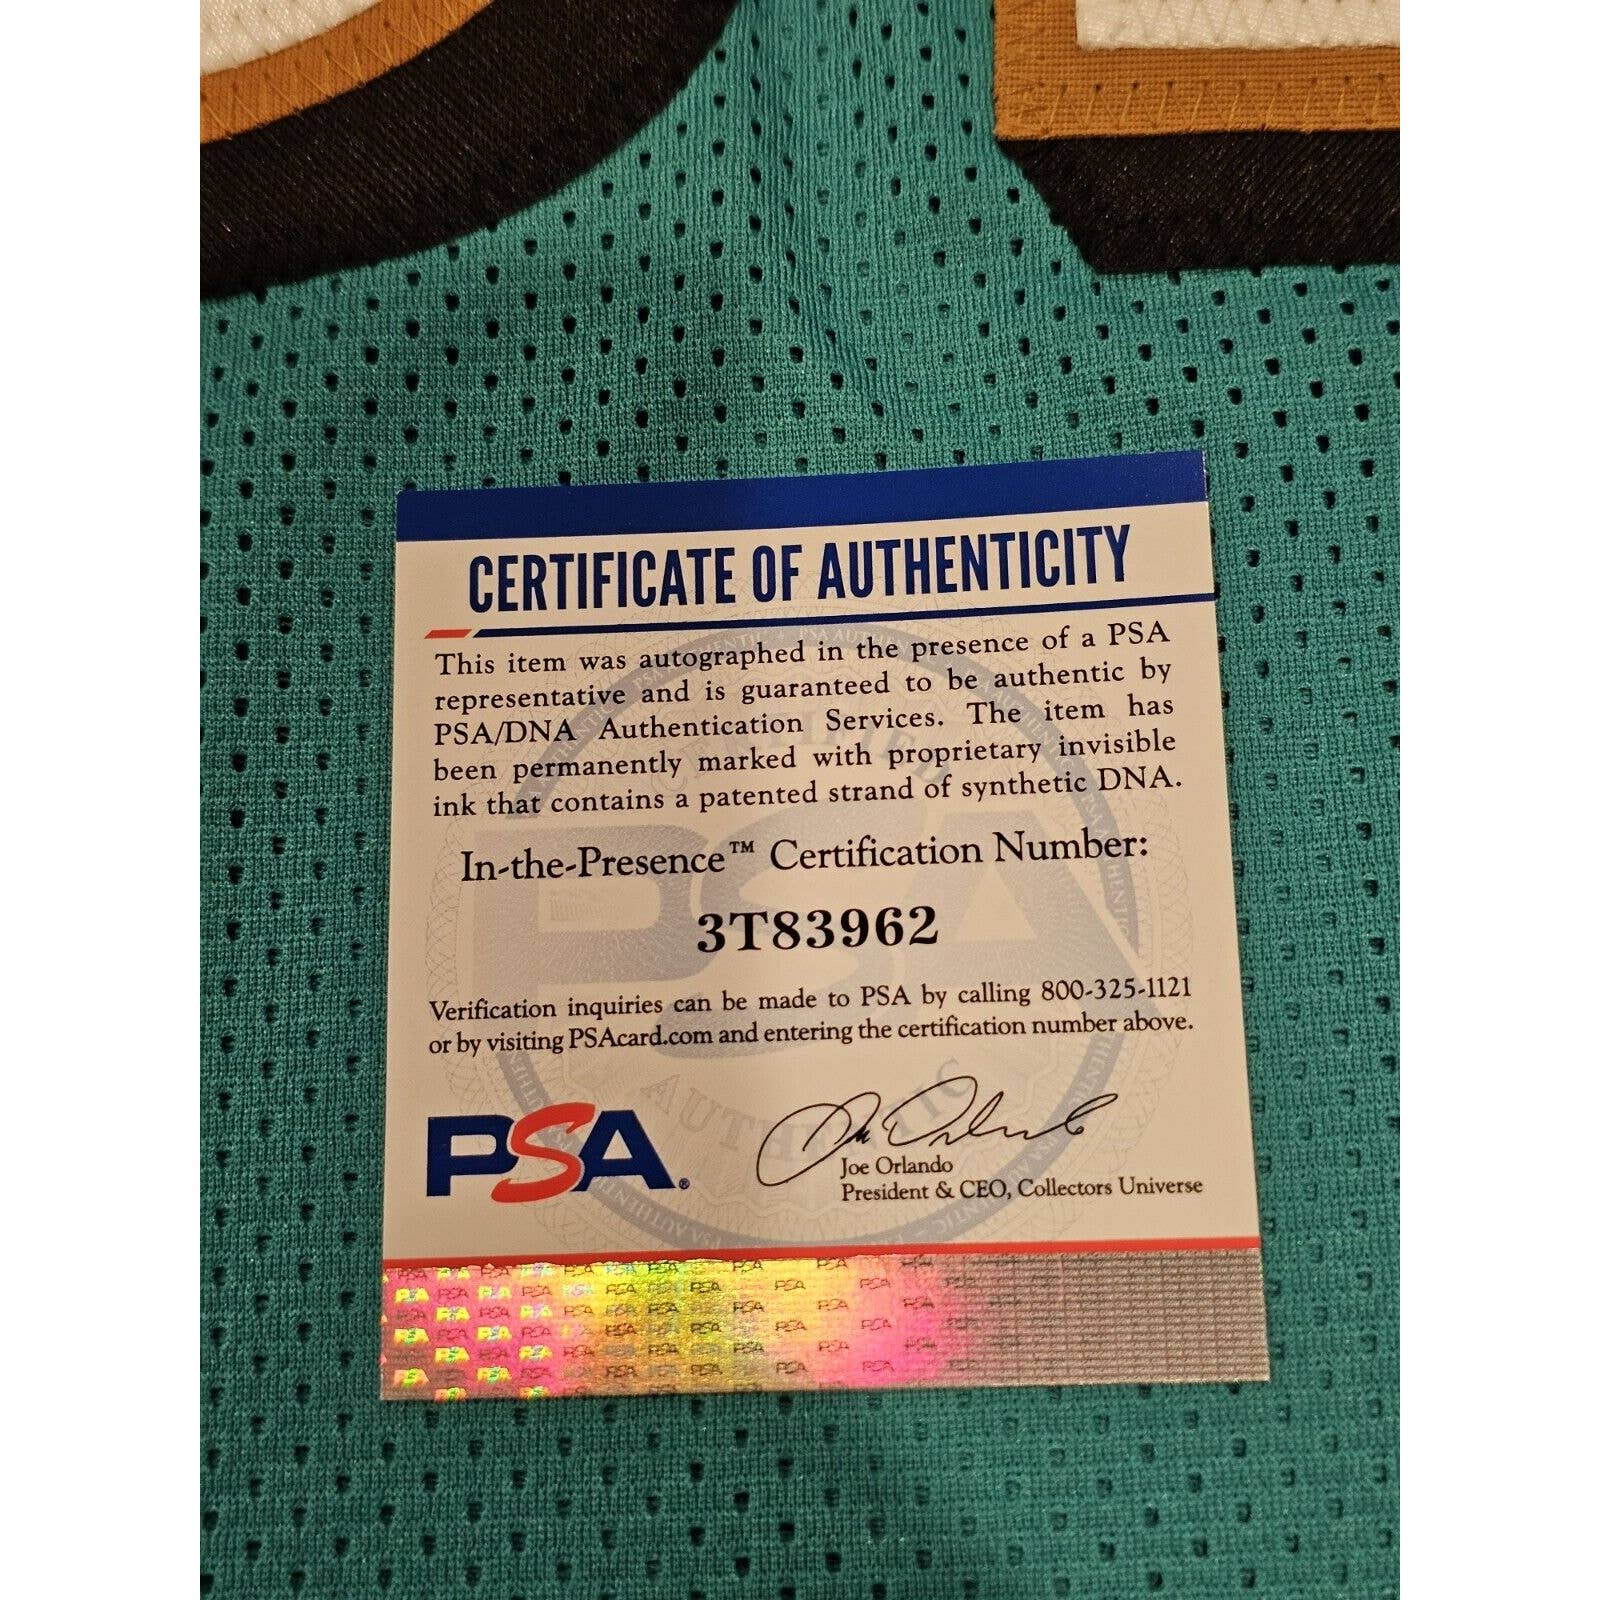 CERTIFICATE OF AUTHENTICITY
This item was autographed in the presence of a PSA
representative and is guaranteed to be authentic by
PSA/DNA Authentication Services. The item has
been permanently marked with proprietary invisible
ink that contains a patented strand of synthetic DNA.
In-the-Presence™ Certification Number:
3T83962
Verification inquiries can be made to PSA by calling 800-325-1121
or by visiting PSAcard.com and entering the certification number above.
PSA®
Joe Orlando
President & CEO, Collectors Universe